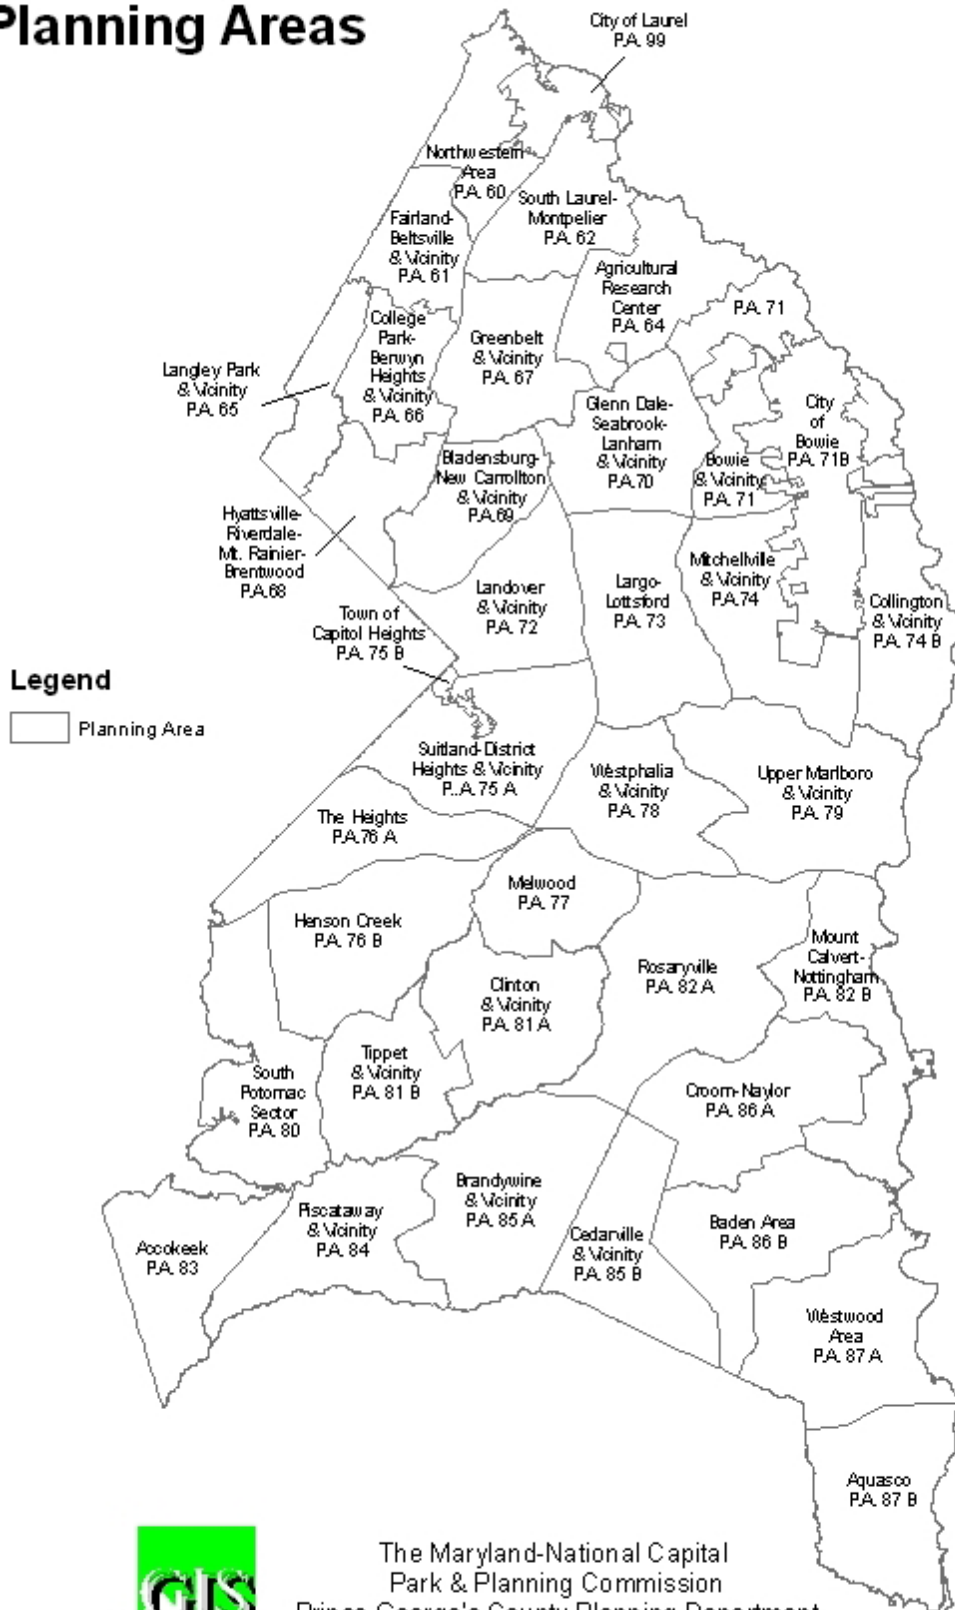 Planning Areas
City of Laurel
P.A. 99
Northwestern
Area
P.A. 60
South Laurel-
Montpelier
P.A. 62
Fairland-
Beltsville
& Vicinity
P.A. 61
Agricultural
Research
Center
P.A. 64
P.A. 71
College
Park-
Berwyn
Heights
& Vicinity
P.A. 66
Greenbelt
& Vicinity
P.A. 67
Langley Park
& Vicinity
P.A. 65
Glenn Dale-
Seabrook-
Lanham
& Vicinity
P.A.70
City
of
Bowie
P.A. 71B
Bladensburg-
New Carrollton
& Vicinity
P.A.69
Bowie
& Vicinity
P.A. 71
Hyattsville-
Riverdale-
Mt. Rainier-
Brentwood
P.A.68
Landover
& Vicinity
P.A. 72
Largo-
Lottsford
P.A. 73
Mitchellville
& Vicinity
P.A.74
Collington
& Vicinity
P.A. 74 B
Town of
Capitol Heights
P.A. 75 B
Legend
Planning Area
Suitland-District
Heights & Vicinity
P..A.75 A
Westphalia
& Vicinity
P.A. 78
Upper Marlboro
& Vicinity
P.A. 79
The Heights
P.A.76 A
Melwood
P.A. 77
Henson Creek
P.A. 76 B
Mount
Calvert-
Nottingham
P.A. 82 B
Rosaryville
P.A. 82 A
Clinton
& Vicinity
P.A. 81 A
Tippet
& Vicinity
P.A. 81 B
South
Potomac
Sector
P.A. 80
Croom-Naylor
P.A. 86 A
Brandywine
& Vicinity
P.A. 85 A
Piscataway
& Vicinity
P.A. 84
Accokeek
P.A. 83
Cedarville
& Vicinity
P.A. 85 B
Baden Area
P.A. 86 B
Westwood
Area
P.A. 87 A
Aquasco
P.A. 87 B
GIS
The Maryland-National Capital
Park & Planning Commission
Prince George's County Planning Department